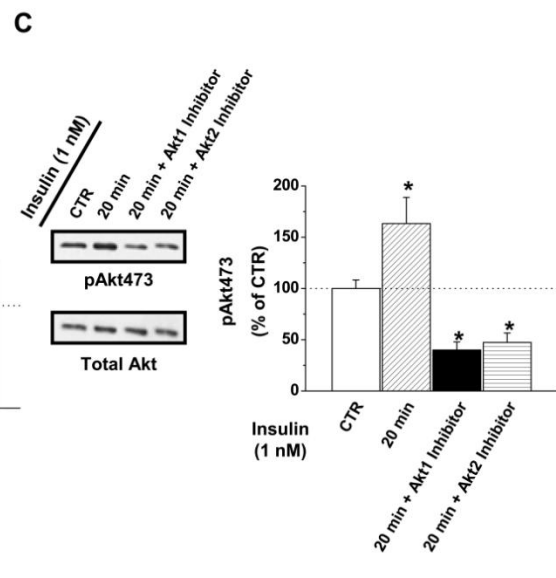 C
Insulin (1 nM)
CTR
20 min
20 min + Akt1 Inhibitor
20 min + Akt2 Inhibitor
pAkt473
Total Akt
pAkt473
(% of CTR)
200
150
100
50
0
*
*
*
Insulin
(1 nM)
CTR
20 min
20 min + Akt1 Inhibitor
20 min + Akt2 Inhibitor